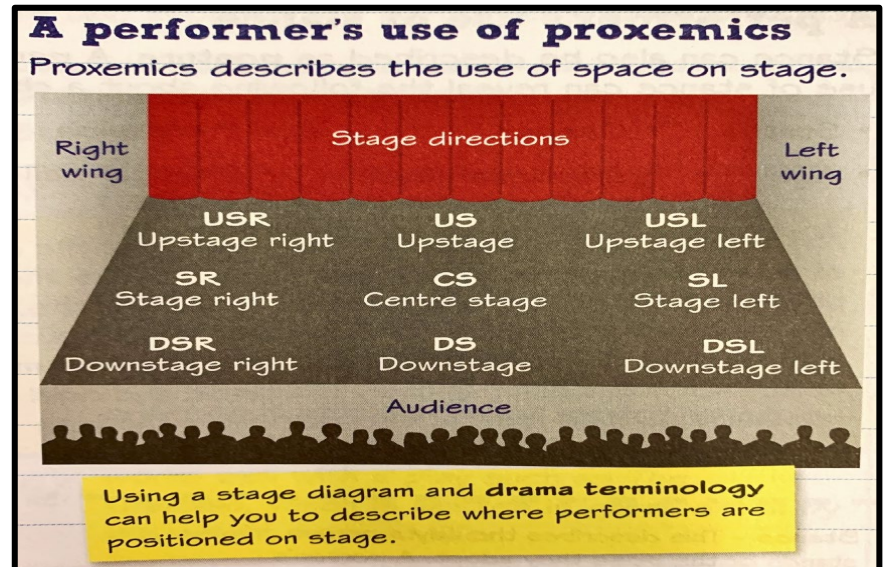 A performer's use of proxemics
Proxemics describes the use of space on stage.
Stage directions
Right
wing
Left
wing
USR
Upstage right
US
Upstage
USL
Upstage left
SR
Stage right
CS
Centre stage
SL
Stage left
DSR
Downstage right
DS
Downstage
DSL
Downstage left
Audience
Using a stage diagram and drama terminology
can help you to describe where performers are
positioned on stage.